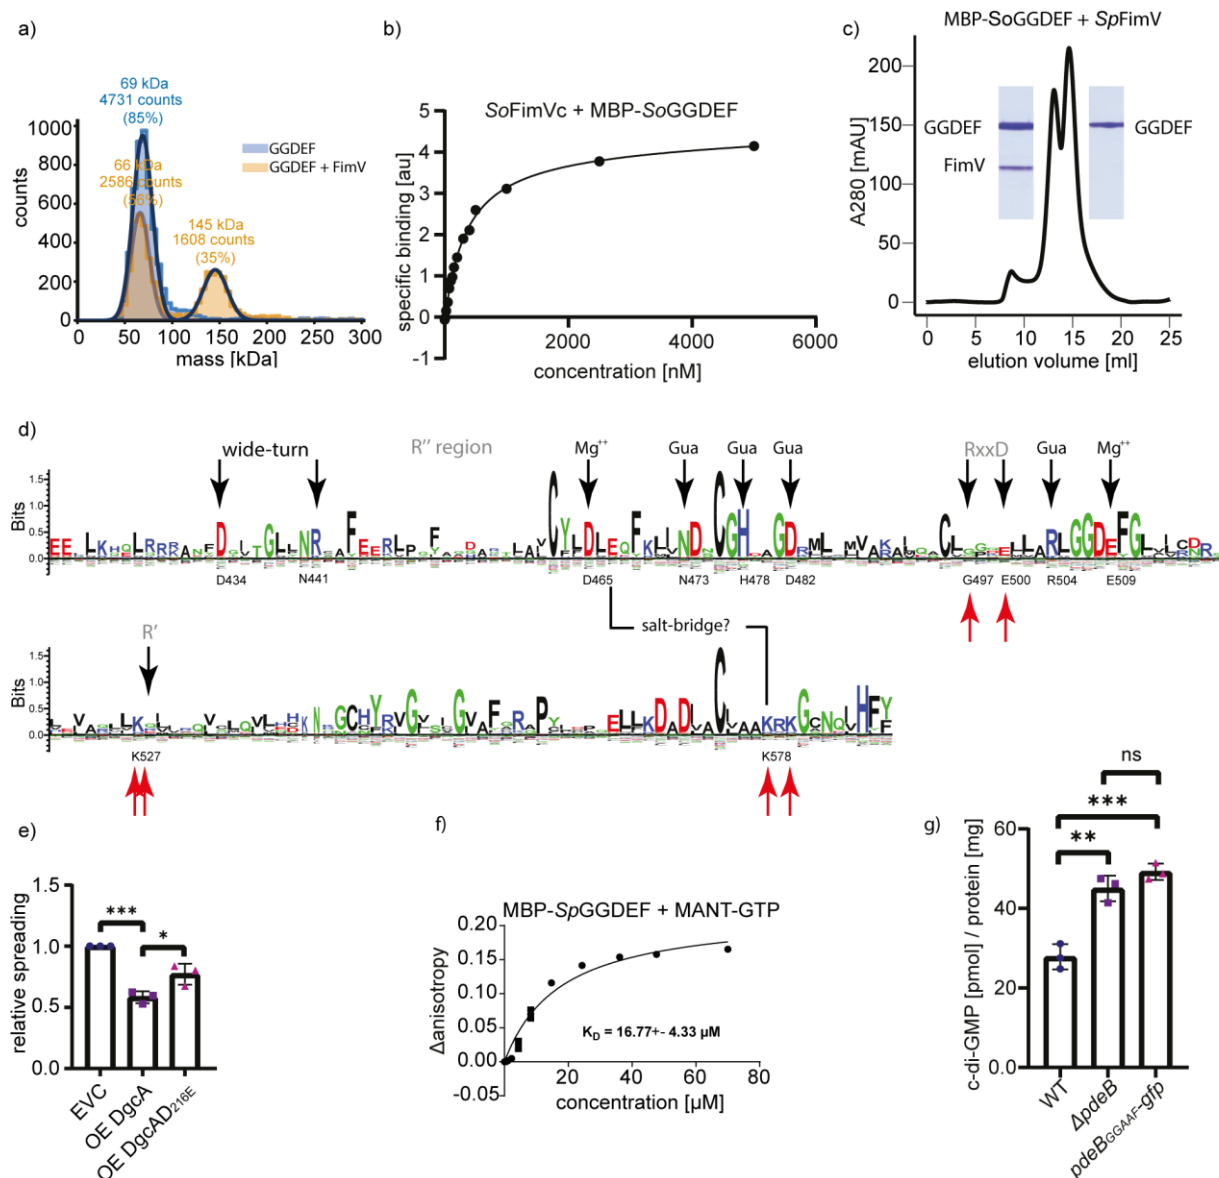 a)
69 kDa
4731 counts
(85%)
1000
800
600
400
200
0
counts
66 kDa
2586 counts
(56%)
GGDEF
GGDEF + FimV
145 kDa
1608 counts
(35%)
0 50 100 150 200 250 300
mass [kDa]
b)
SoFimVc + MBP-SoGGDEF
specific binding [au]
5
4
3
2
1
0
-1
2000 4000 6000
concentration [nM]
c)
MBP-SoGGDEF + SpFimV
A280 [mAU]
200
150
100
50
0
GGDEF
FimV
GGDEF
0 5 10 15 20 25
elution volume [ml]
d)
wide-turn
R'' region
Mg++
Gua
Gua
Gua
RxxD
Gua
Mg++
Bits
1.5
1.0
0.5
0.0
D434
N441
D465
N473
H478
D482
G497
E500
R504
E509
R'
salt-bridge?
Bits
1.5
1.0
0.5
0.0
K527
K578
e)
relative spreading
1.5
1.0
0.5
0.0
***
*
EVC
OE DgcA
OE DgcAD216E
f)
MBP-SpGGDEF + MANT-GTP
Δanisotropy
0.20
0.15
0.10
0.05
0.00
-0.05
KD = 16.77+- 4.33 µM
20 40 60 80
concentration [µM]
g)
c-di-GMP [pmol] / protein [mg]
60
40
20
0
ns
***
**
WT
ΔpdeB
pdeBGGAAF-gfp